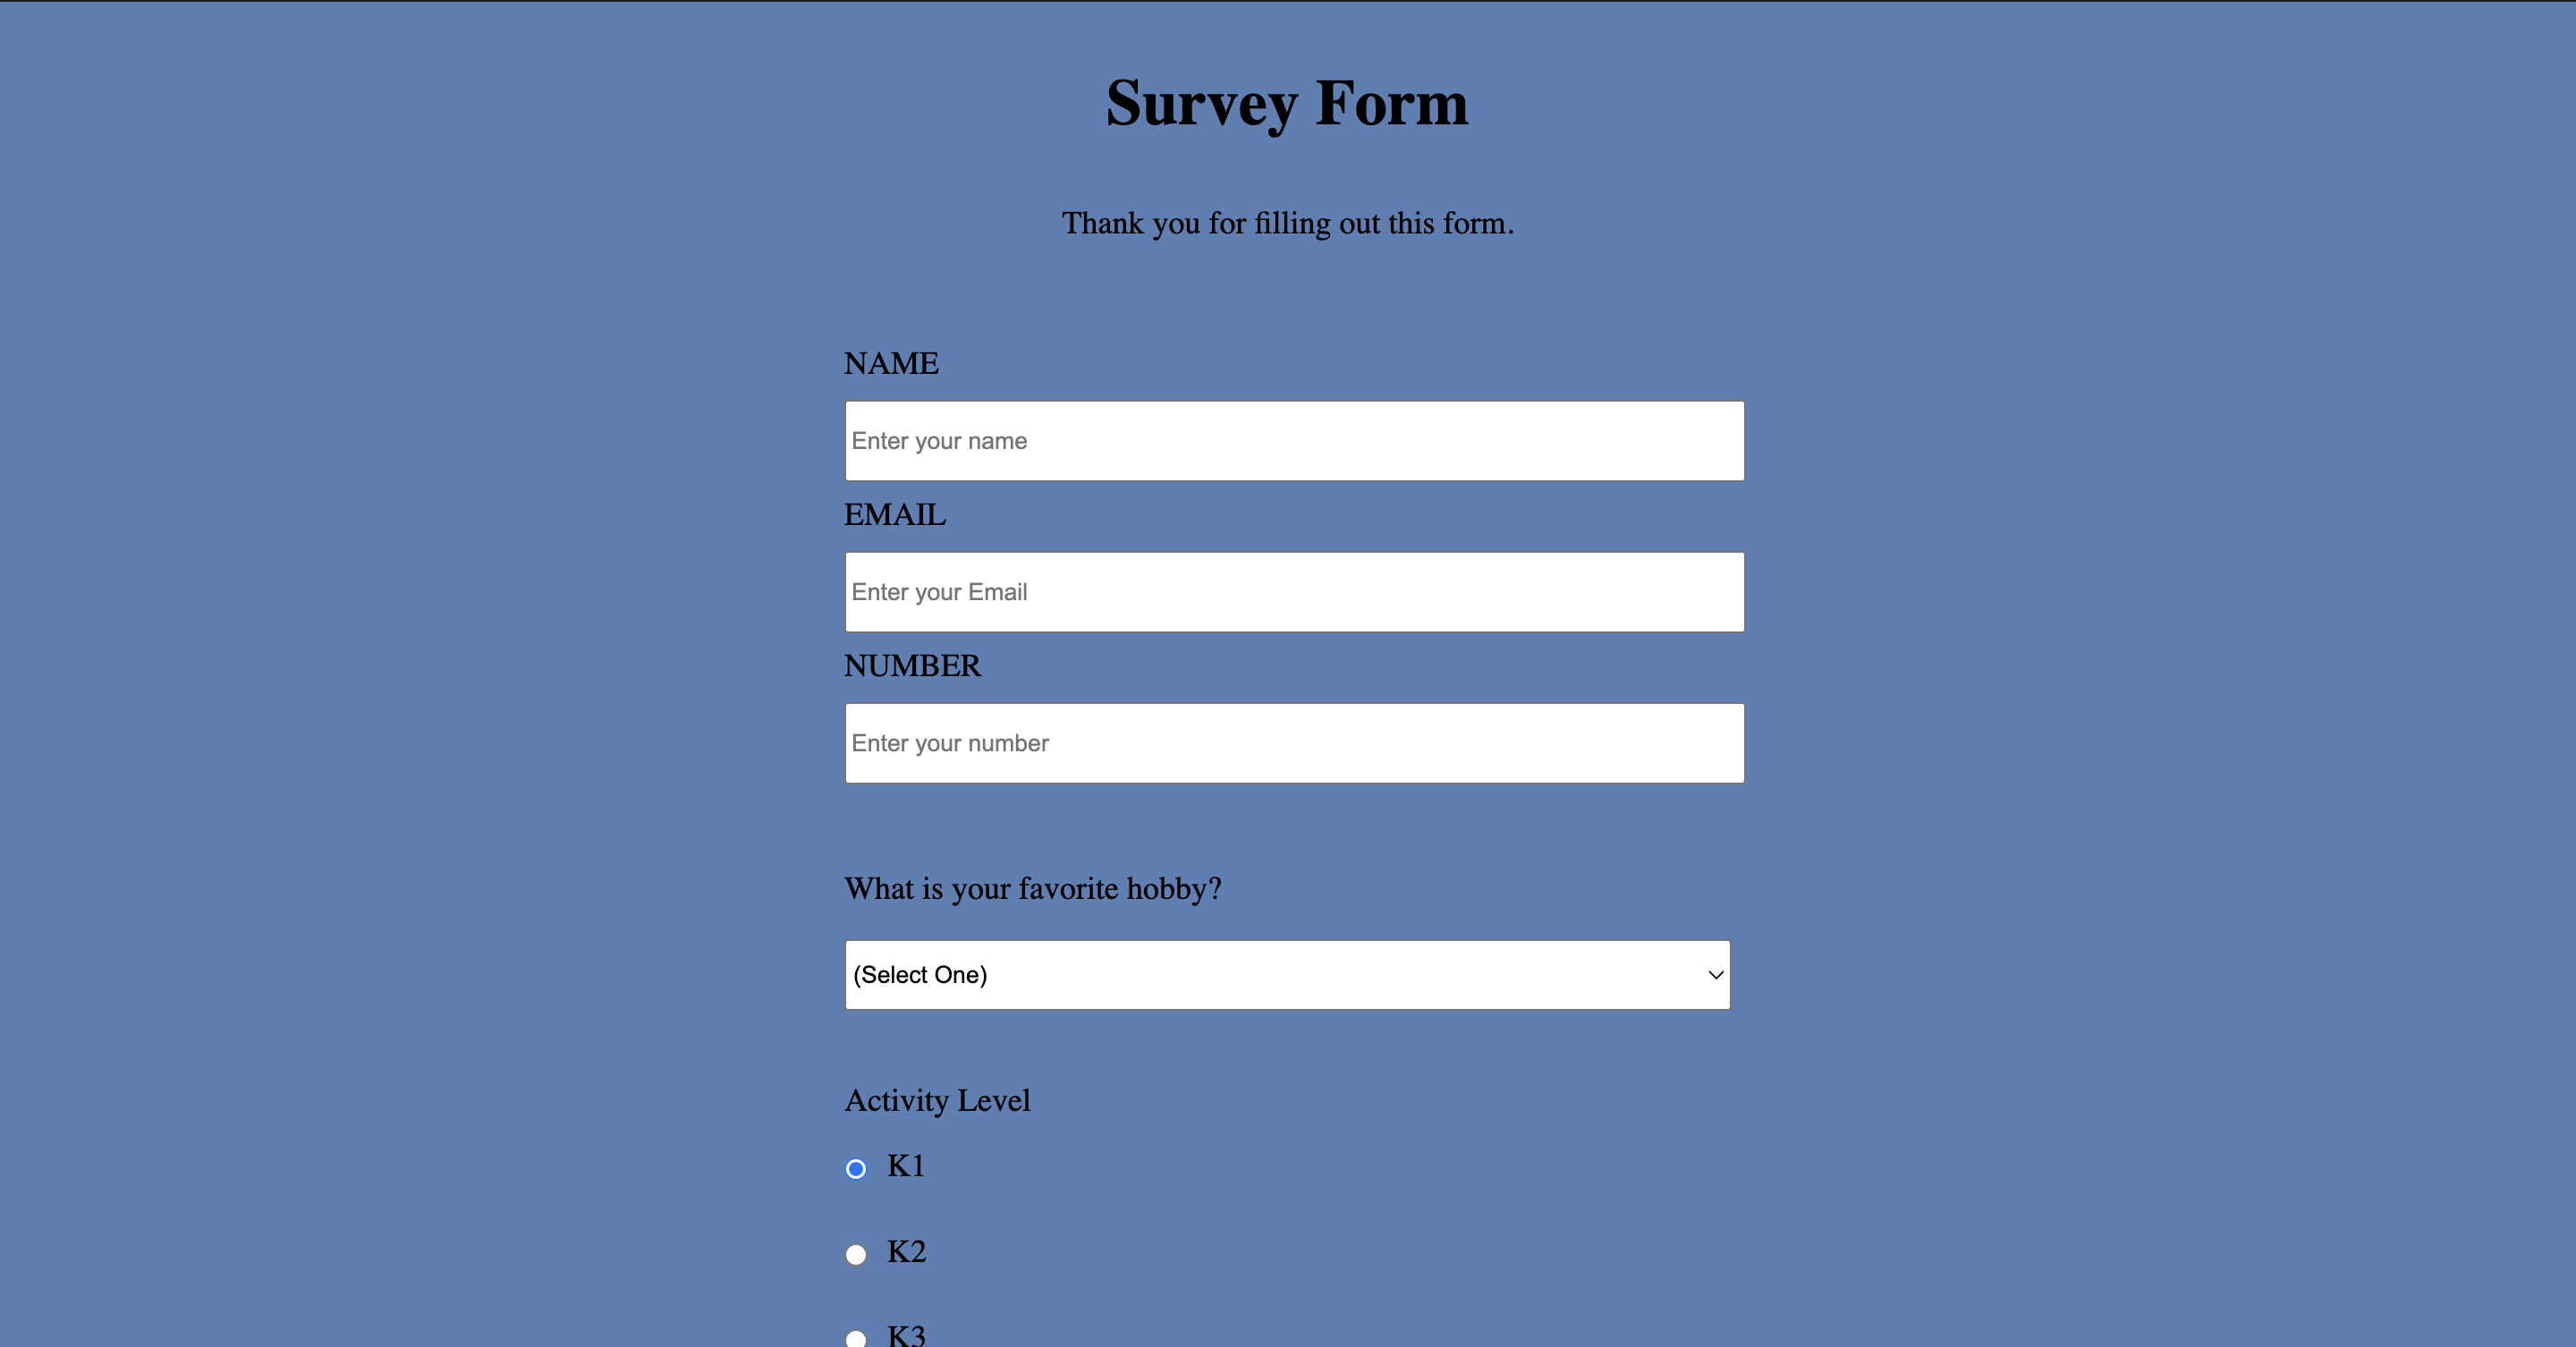 Survey Form
Thank you for filling out this form.
NAME
Enter your name
EMAIL
Enter your Email
NUMBER
Enter your number
What is your favorite hobby?
(Select One)
Activity Level
K1
K2
K3